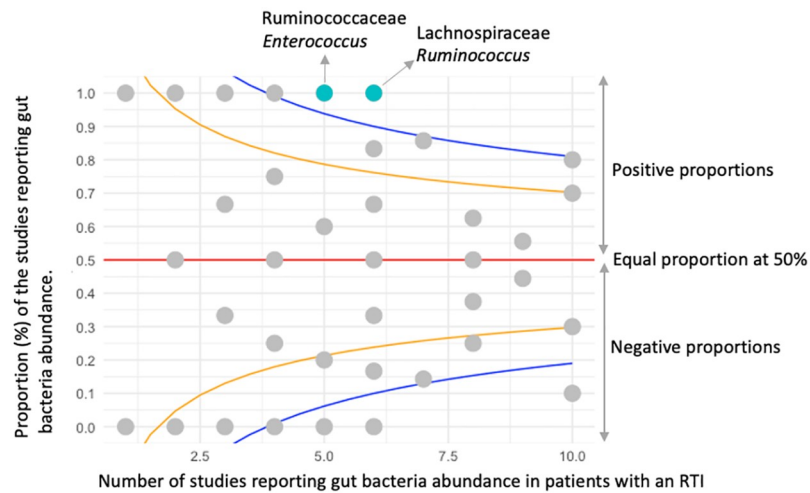 Ruminococcaceae
Enterococcus
Lachnospiraceae
Ruminococcus
Proportion (%) of the studies reporting gut
bacteria abundance.
1.0
0.9
0.8
0.7
0.6
0.5
0.4
0.3
0.2
0.1
0.0
Positive proportions
Equal proportion at 50%
Negative proportions
2.5
5.0
7.5
10.0
Number of studies reporting gut bacteria abundance in patients with an RTI